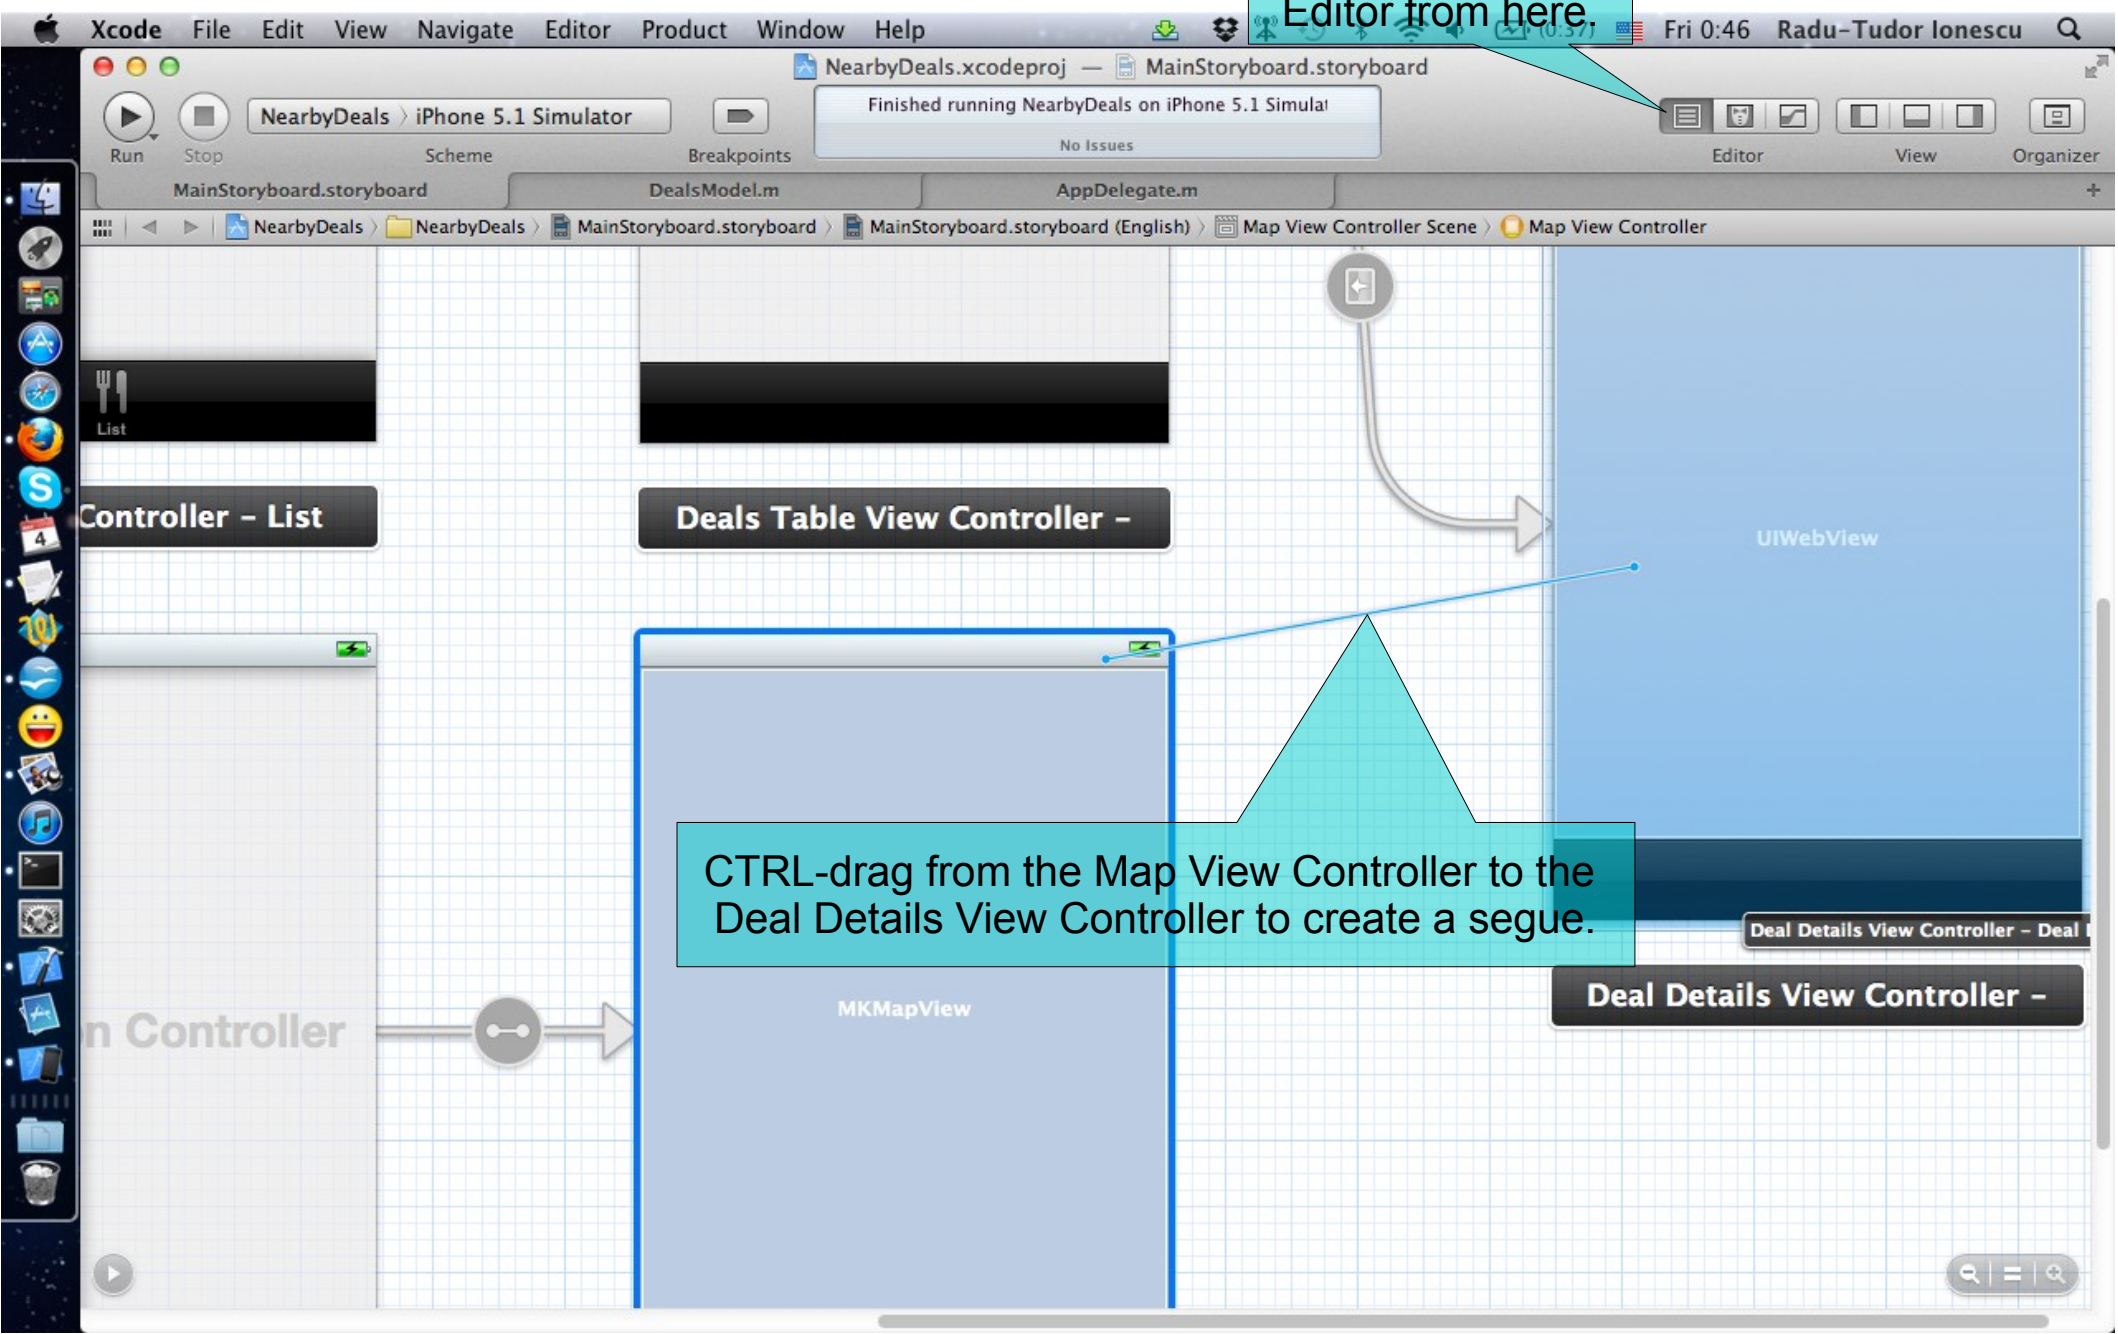 Editor from here.
Xcode File Edit View Navigate Editor Product Window Help (0:37) Fri 0:46 Radu-Tudor Ionescu
NearbyDeals.xcodeproj — MainStoryboard.storyboard
NearbyDeals iPhone 5.1 Simulator
Finished running NearbyDeals on iPhone 5.1 Simulat
No Issues
Run Stop Scheme Breakpoints Editor View Organizer
MainStoryboard.storyboard DealsModel.m AppDelegate.m +
NearbyDeals NearbyDeals MainStoryboard.storyboard MainStoryboard.storyboard (English) Map View Controller Scene Map View Controller
List
Controller – List
Deals Table View Controller –
UIWebView
4
CTRL-drag from the Map View Controller to the
Deal Details View Controller to create a segue.
Deal Details View Controller – Deal
Deal Details View Controller –
MKMapView
n Controller